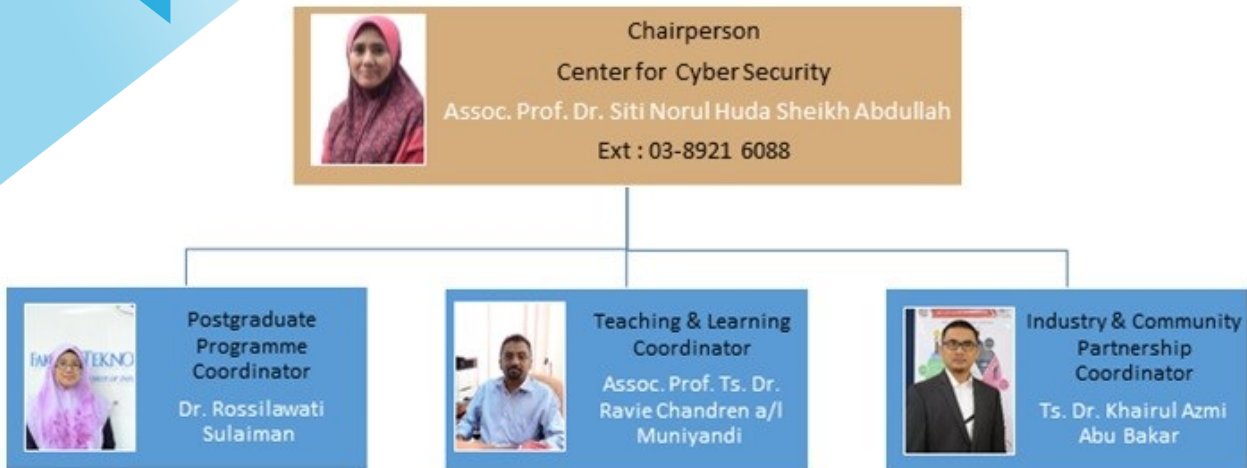 Chairperson
Center for Cyber Security
Assoc. Prof. Dr. Siti Norul Huda Sheikh Abdullah
Ext : 03-8921 6088
Postgraduate
Programme
Coordinator
Dr. Rossilawati
Sulaiman
Teaching & Learning
Coordinator
Assoc. Prof. Ts. Dr.
Ravie Chandren a/l
Muniyandi
Industry & Community
Partnership
Coordinator
Ts. Dr. Khairul Azmi
Abu Bakar